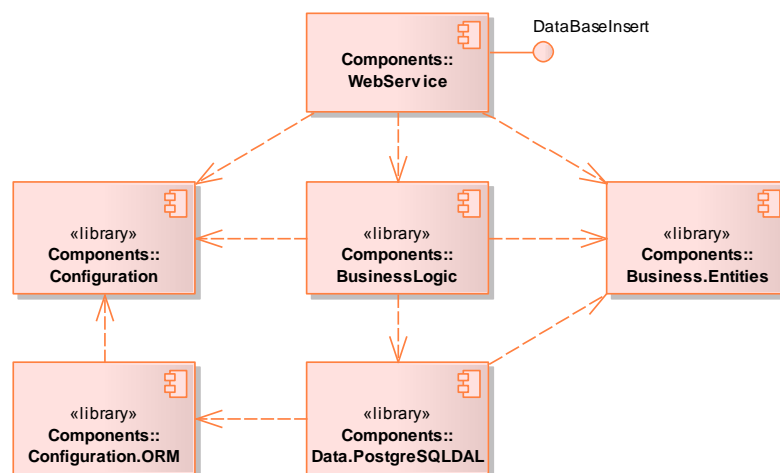 DataBaseInsert
Components::
WebService
«library»
Components::
Configuration
«library»
Components::
BusinessLogic
«library»
Components::
Business.Entities
«library»
Components::
Configuration.ORM
«library»
Components::
Data.PostgreSQLDAL